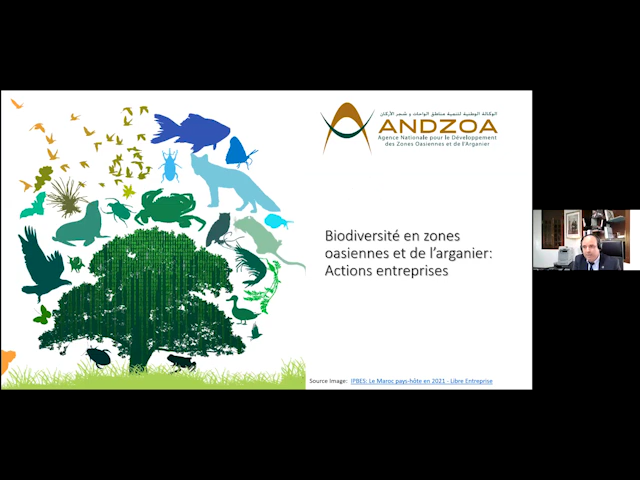 الوكالة الوطنية لتنمية مناطق الواحات و شجر الأركان
ANDZOA
Agence Nationale pour le Développement
des Zones Oasiennes et de l'Arganier
Biodiversité en zones
oasiennes et de l'arganier:
Actions entreprises
Source Image: IPBES: Le Maroc pays-hôte en 2021 - Libre Entreprise